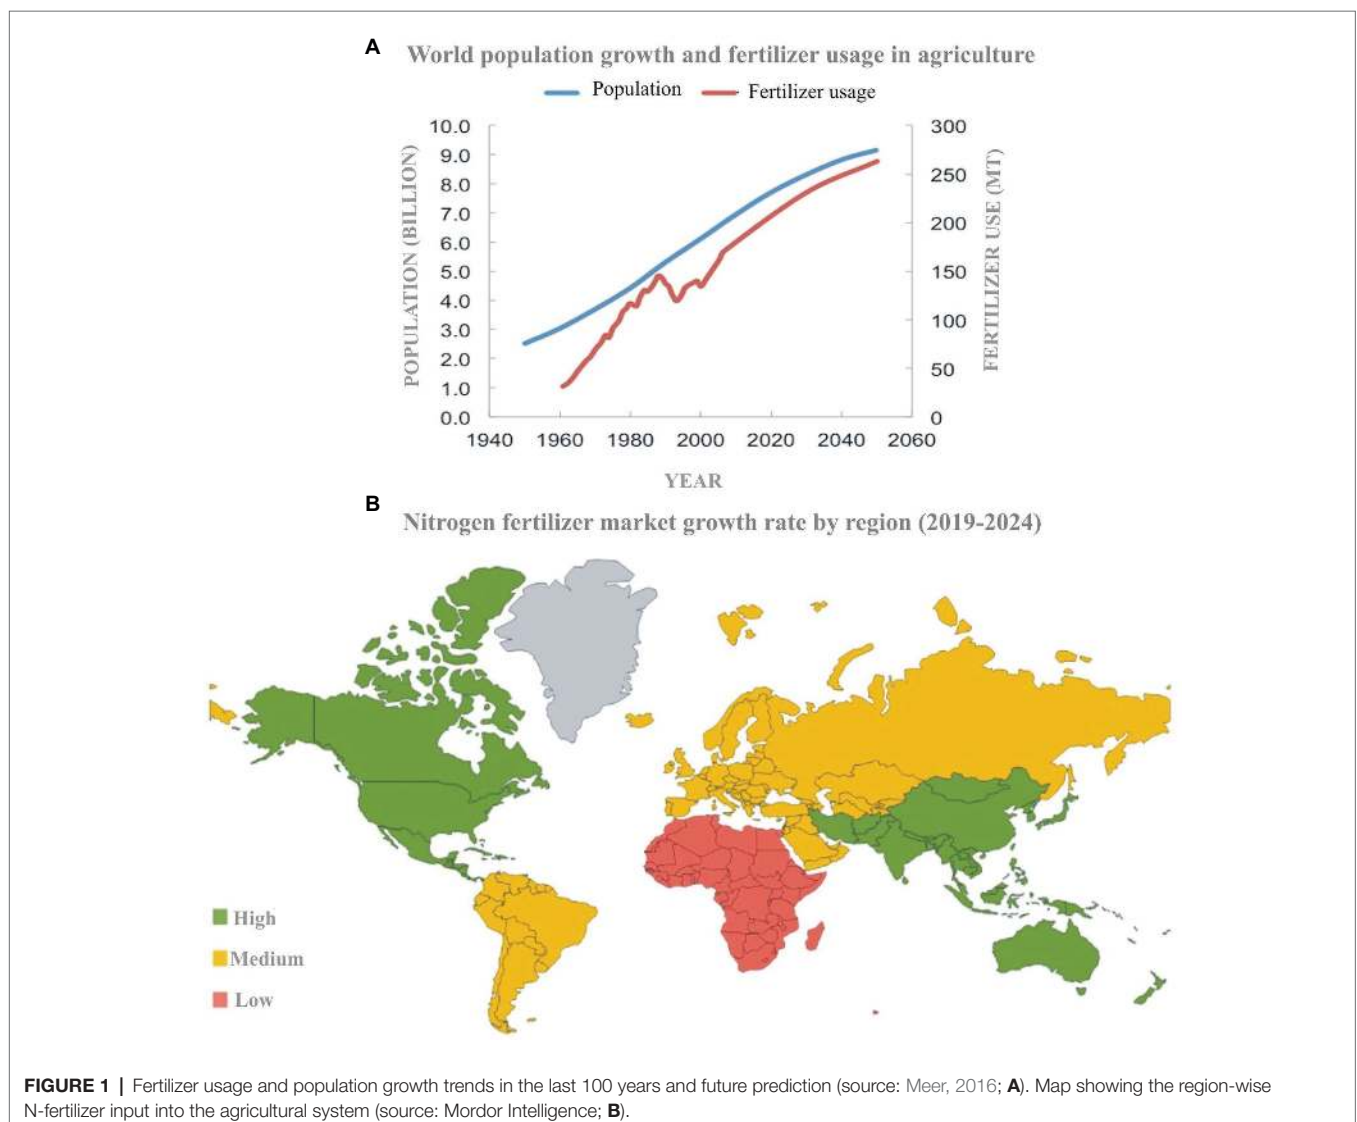 A
World population growth and fertilizer usage in agriculture
Population
Fertilizer usage
POPULATION (BILLION)
10.0
9.0
8.0
7.0
6.0
5.0
4.0
3.0
2.0
1.0
0.0
300
250
200
150
100
50
0
FERTILIZER USE (MT)
1940 1960 1980 2000 2020 2040 2060
YEAR
B
Nitrogen fertilizer market growth rate by region (2019-2024)
High
Medium
Low
FIGURE 1 | Fertilizer usage and population growth trends in the last 100 years and future prediction (source: Meer, 2016; A). Map showing the region-wise
N-fertilizer input into the agricultural system (source: Mordor Intelligence; B).